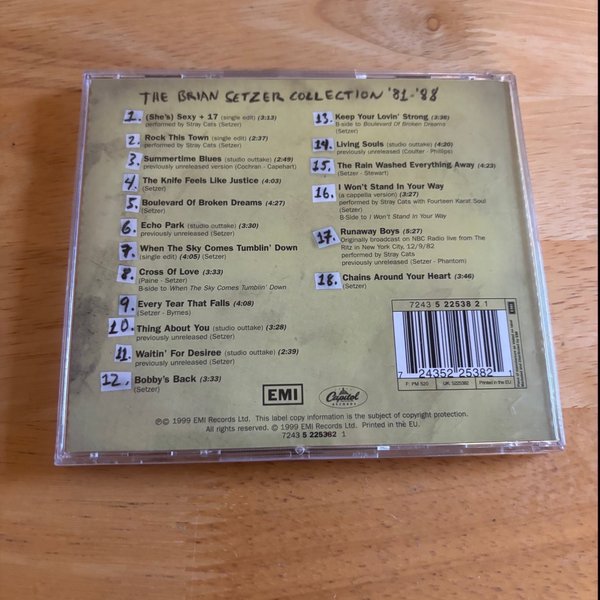 THE BRIAN SETZER COLLECTION '81-'88
1. (She's) Sexy + 17 (single edit) (3:13)
performed by Stray Cats (Setzer)
2. Rock This Town (single edit) (2:37)
performed by Stray Cats (Setzer)
3. Summertime Blues (studio outtake) (2:49)
previously unreleased version (Cochran - Capehart)
4. The Knife Feels Like Justice (4:03)
(Setzer)
5. Boulevard Of Broken Dreams (4:27)
(Setzer)
6. Echo Park (studio outtake) (3:30)
previously unreleased (Setzer)
7. When The Sky Comes Tumblin' Down
(single edit) (4:05) (Setzer)
8. Cross Of Love (3:33)
(Paine - Setzer)
B-side to When The Sky Comes Tumblin' Down
9. Every Tear That Falls (4:08)
(Setzer - Byrnes)
10. Thing About You (studio outtake) (3:28)
previously unreleased (Setzer)
11. Waitin' For Desiree (studio outtake) (2:39)
previously unreleased (Setzer)
12. Bobby's Back (3:33)
(Setzer)
13. Keep Your Lovin' Strong (3:38)
B-side to Boulevard Of Broken Dreams
(Setzer)
14. Living Souls (studio outtake) (4:20)
previously unreleased (Coulter - Phillips)
15. The Rain Washed Everything Away (4:23)
(Setzer - Stewart)
16. I Won't Stand In Your Way
(a cappella version) (3:27)
performed by Stray Cats with Fourteen Karat Soul
(Setzer)
B-Side to I Won't Stand In Your Way
17. Runaway Boys (5:27)
Originally broadcast on NBC Radio live from The
Ritz in New York City, 12/9/82
performed by Stray Cats
previously unreleased (Setzer - Phantom)
18. Chains Around Your Heart (3:46)
(Setzer)
7243 5 22538 2 1
7 24352 25382 1
F: PM 520 UK: 5225382 Printed in the EU
EMI
EMI
Capitol
RECORDS
℗© 1999 EMI Records Ltd. This label copy information is the subject of copyright protection.
All rights reserved. © 1999 EMI Records Ltd. Printed in the EU.
7243 5 225382 1